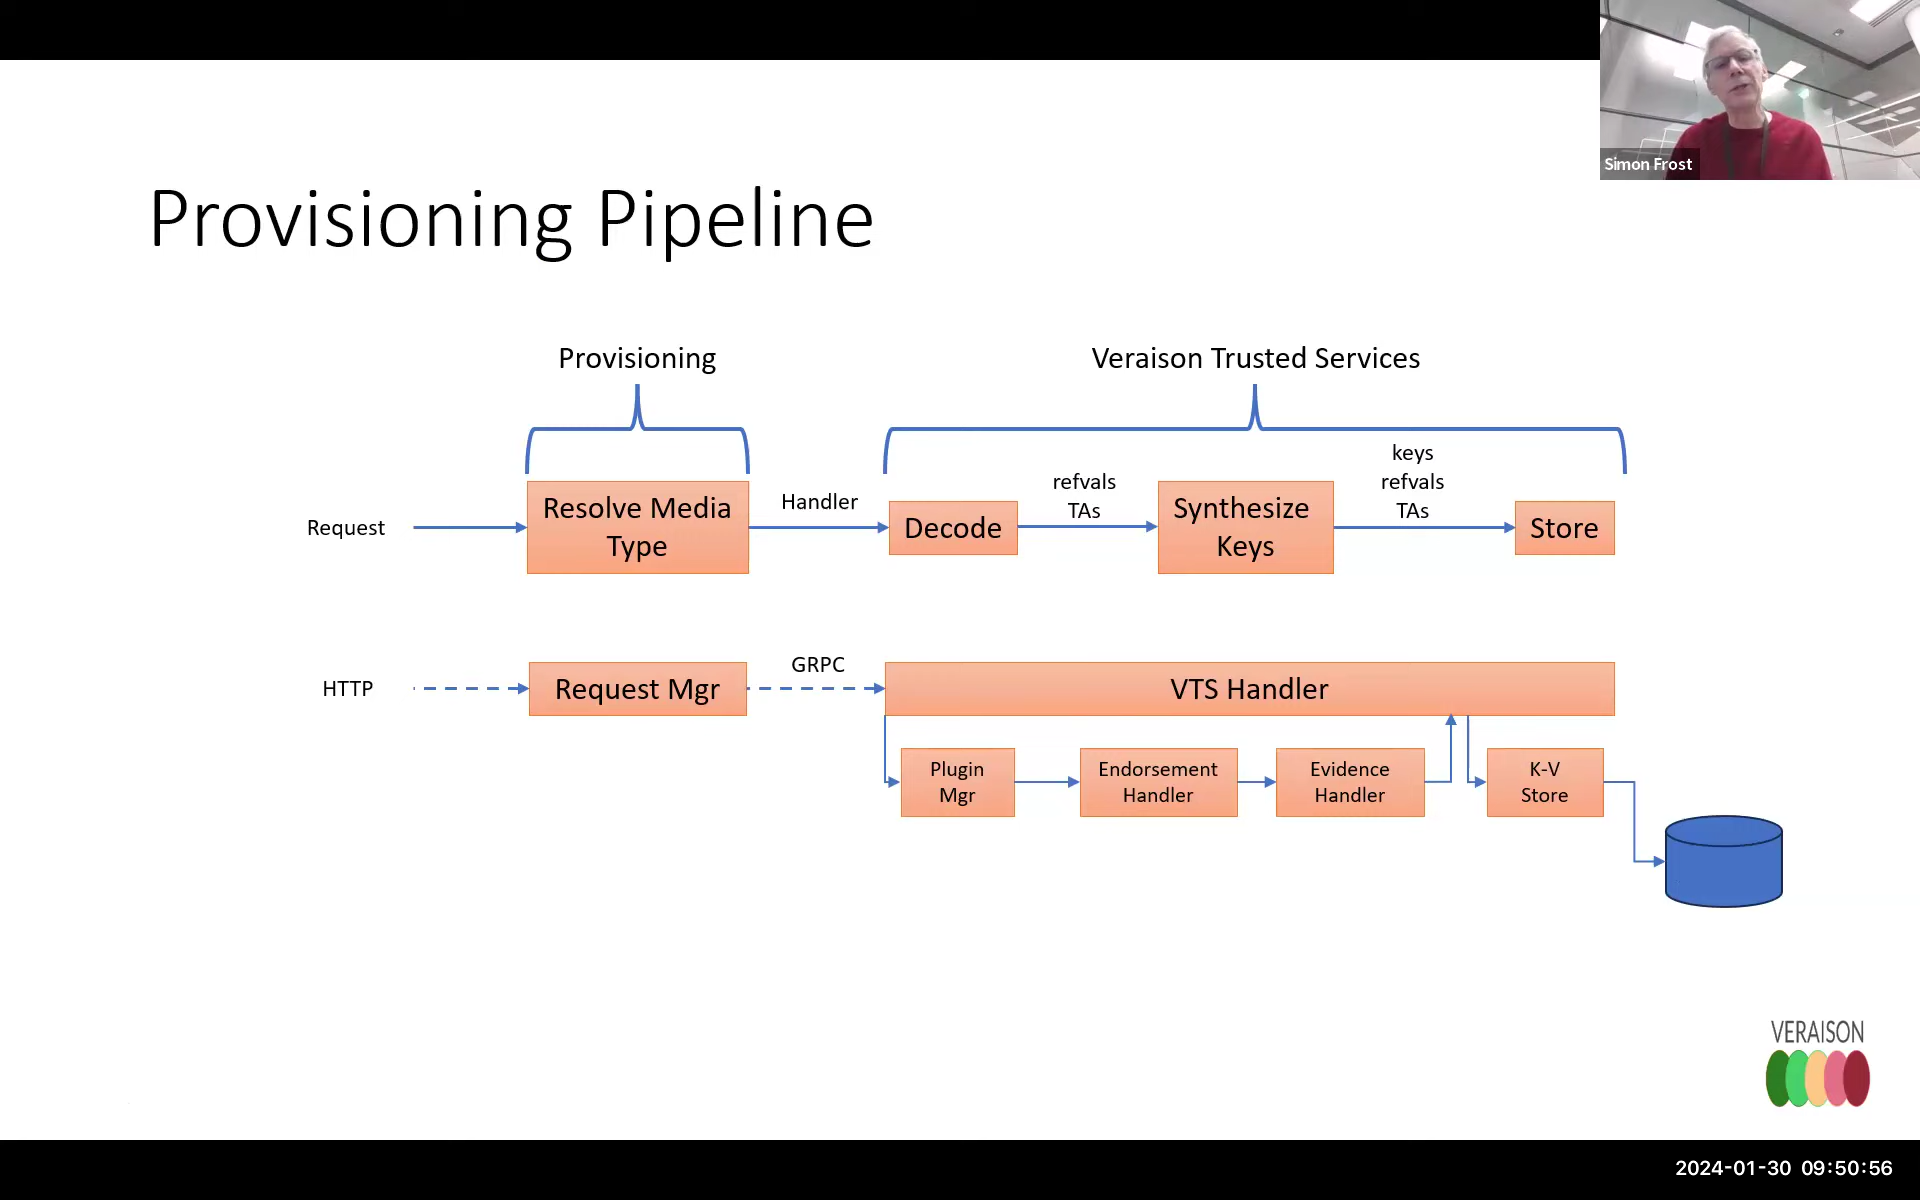 Simon Frost
Provisioning Pipeline
Provisioning
Veraison Trusted Services
Request
Resolve Media
Type
Handler
Decode
refvals
TAs
Synthesize
Keys
keys
refvals
TAs
Store
HTTP
Request Mgr
GRPC
VTS Handler
Plugin
Mgr
Endorsement
Handler
Evidence
Handler
K-V
Store
VERAISON
2024-01-30 09:50:56